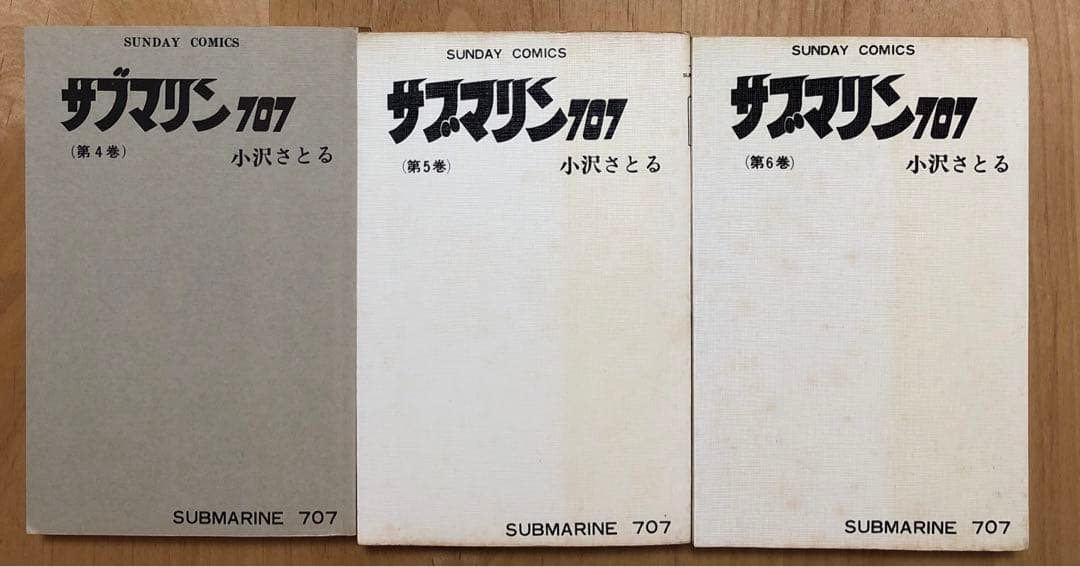 SUNDAY COMICS
サブマリン707
(第4巻)
小沢さとる
SUBMARINE 707
SUNDAY COMICS
サブマリン707
(第5巻)
小沢さとる
SUBMARINE 707
SUNDAY COMICS
サブマリン707
(第6巻)
小沢さとる
SUBMARINE 707